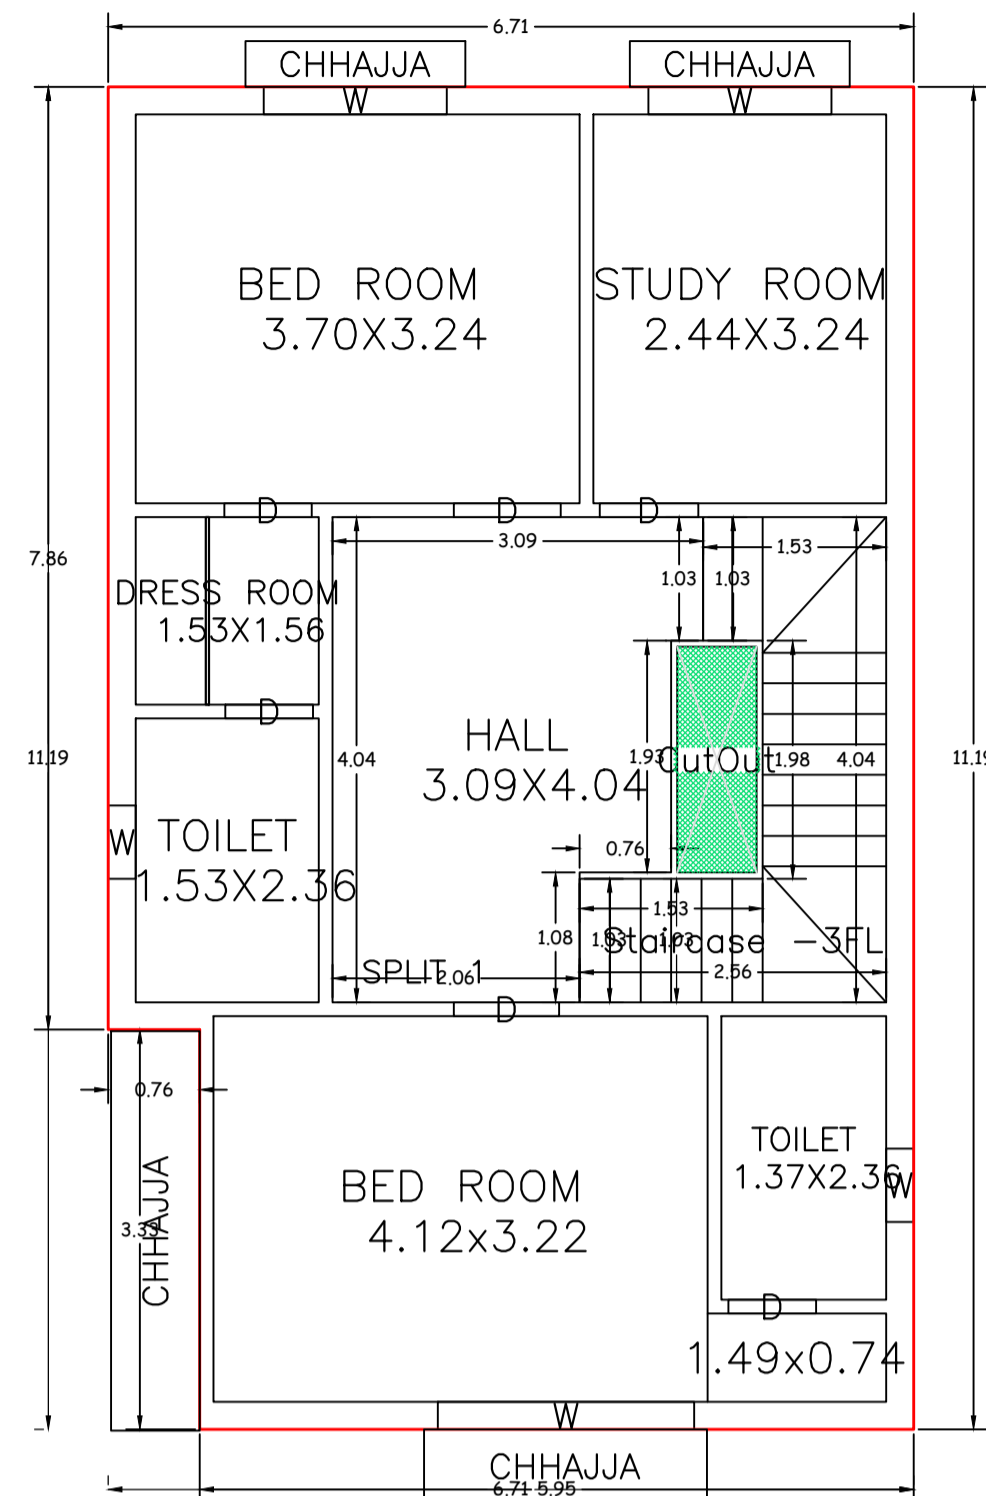 6.71
CHHAJJA
CHHAJJA
W
W
BED ROOM
3.70X3.24
STUDY ROOM
2.44X3.24
D
D
D
3.09
1.53
7.86
1.03
1.03
DRESS ROOM
1.53X1.56
D
HALL
3.09X4.04
11.19
4.04
1.93
CutOut
1.98
4.04
11.19
W
TOILET
1.53X2.36
0.76
1.53
1.08
1.03
1.03
Staircase -3FL
SPLIT 1
2.06
2.56
D
0.76
CHHAJJA
3.33
BED ROOM
4.12x3.22
TOILET
1.37X2.36
W
D
1.49x0.74
W
CHHAJJA
6.71
5.95